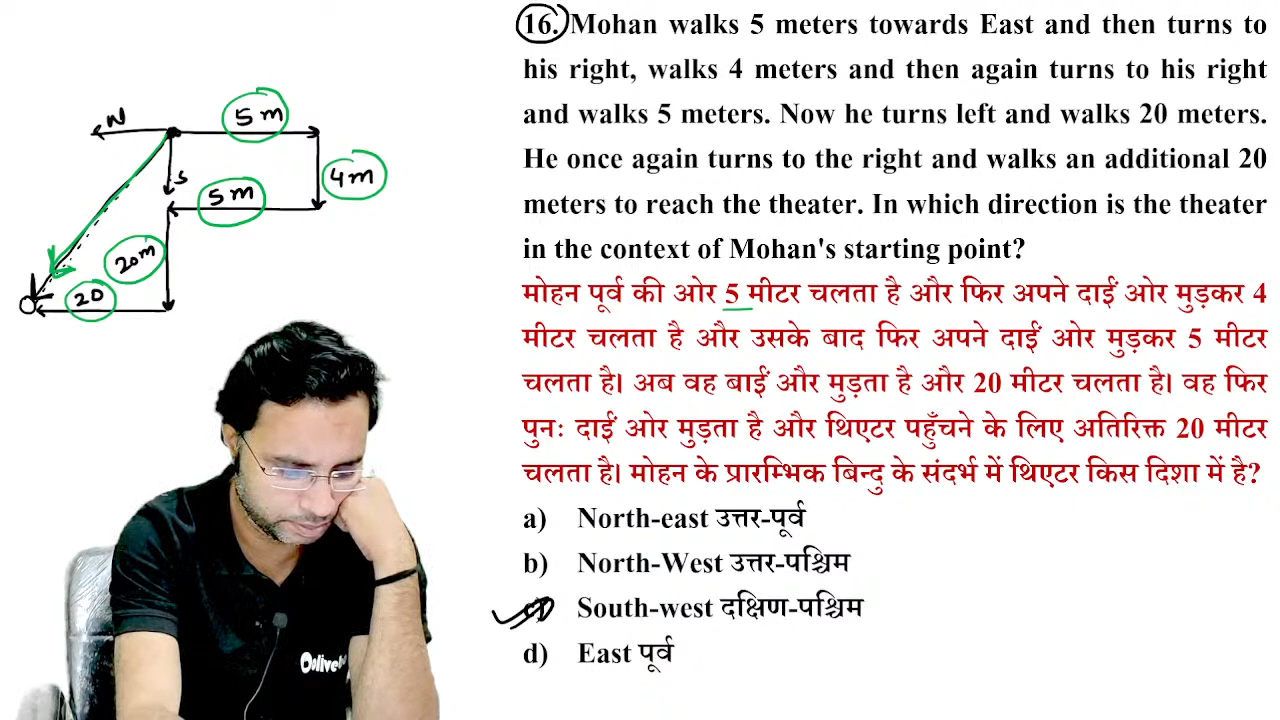 16. Mohan walks 5 meters towards East and then turns to
his right, walks 4 meters and then again turns to his right
and walks 5 meters. Now he turns left and walks 20 meters.
He once again turns to the right and walks an additional 20
meters to reach the theater. In which direction is the theater
in the context of Mohan's starting point?
मोहन पूर्व की ओर 5 मीटर चलता है और फिर अपने दाईं ओर मुड़कर 4
मीटर चलता है और उसके बाद फिर अपने दाईं ओर मुड़कर 5 मीटर
चलता है। अब वह बाईं और मुड़ता है और 20 मीटर चलता है। वह फिर
पुनः दाईं ओर मुड़ता है और थिएटर पहुँचने के लिए अतिरिक्त 20 मीटर
चलता है। मोहन के प्रारम्भिक बिन्दु के संदर्भ में थिएटर किस दिशा में है?
a) North-east उत्तर-पूर्व
b) North-West उत्तर-पश्चिम
c) South-west दक्षिण-पश्चिम
d) East पूर्व
5 m
4 m
S
5 m
20m
20